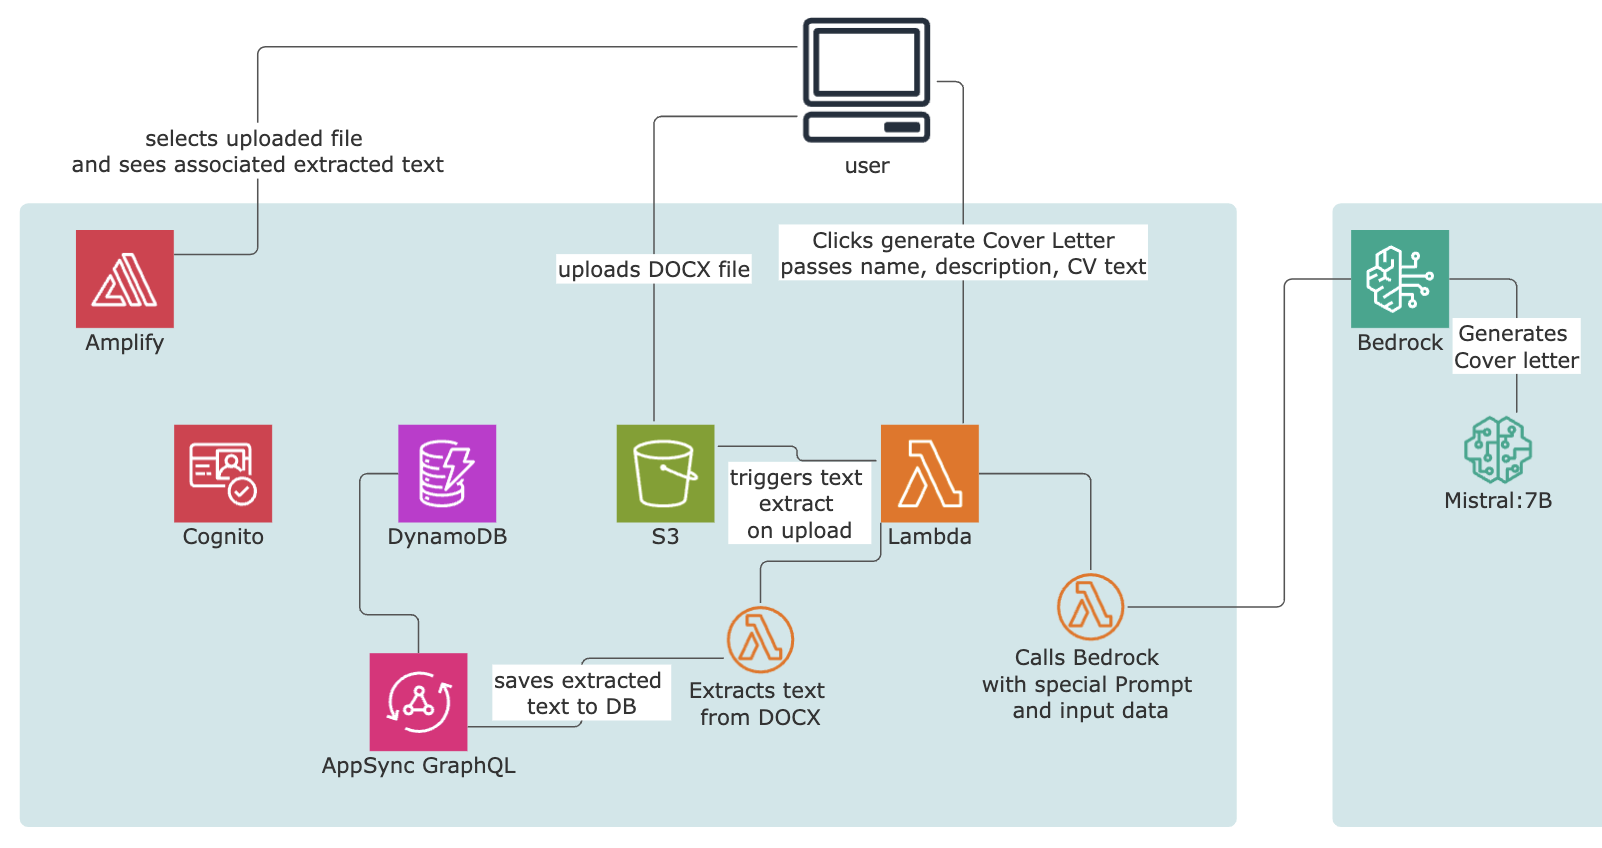 selects uploaded file
and sees associated extracted text
user
Clicks generate Cover Letter
passes name, description, CV text
uploads DOCX file
Amplify
Bedrock
Generates
Cover letter
Cognito
DynamoDB
S3
triggers text
extract
on upload
Lambda
Mistral:7B
saves extracted
text to DB
Extracts text
from DOCX
Calls Bedrock
with special Prompt
and input data
AppSync GraphQL